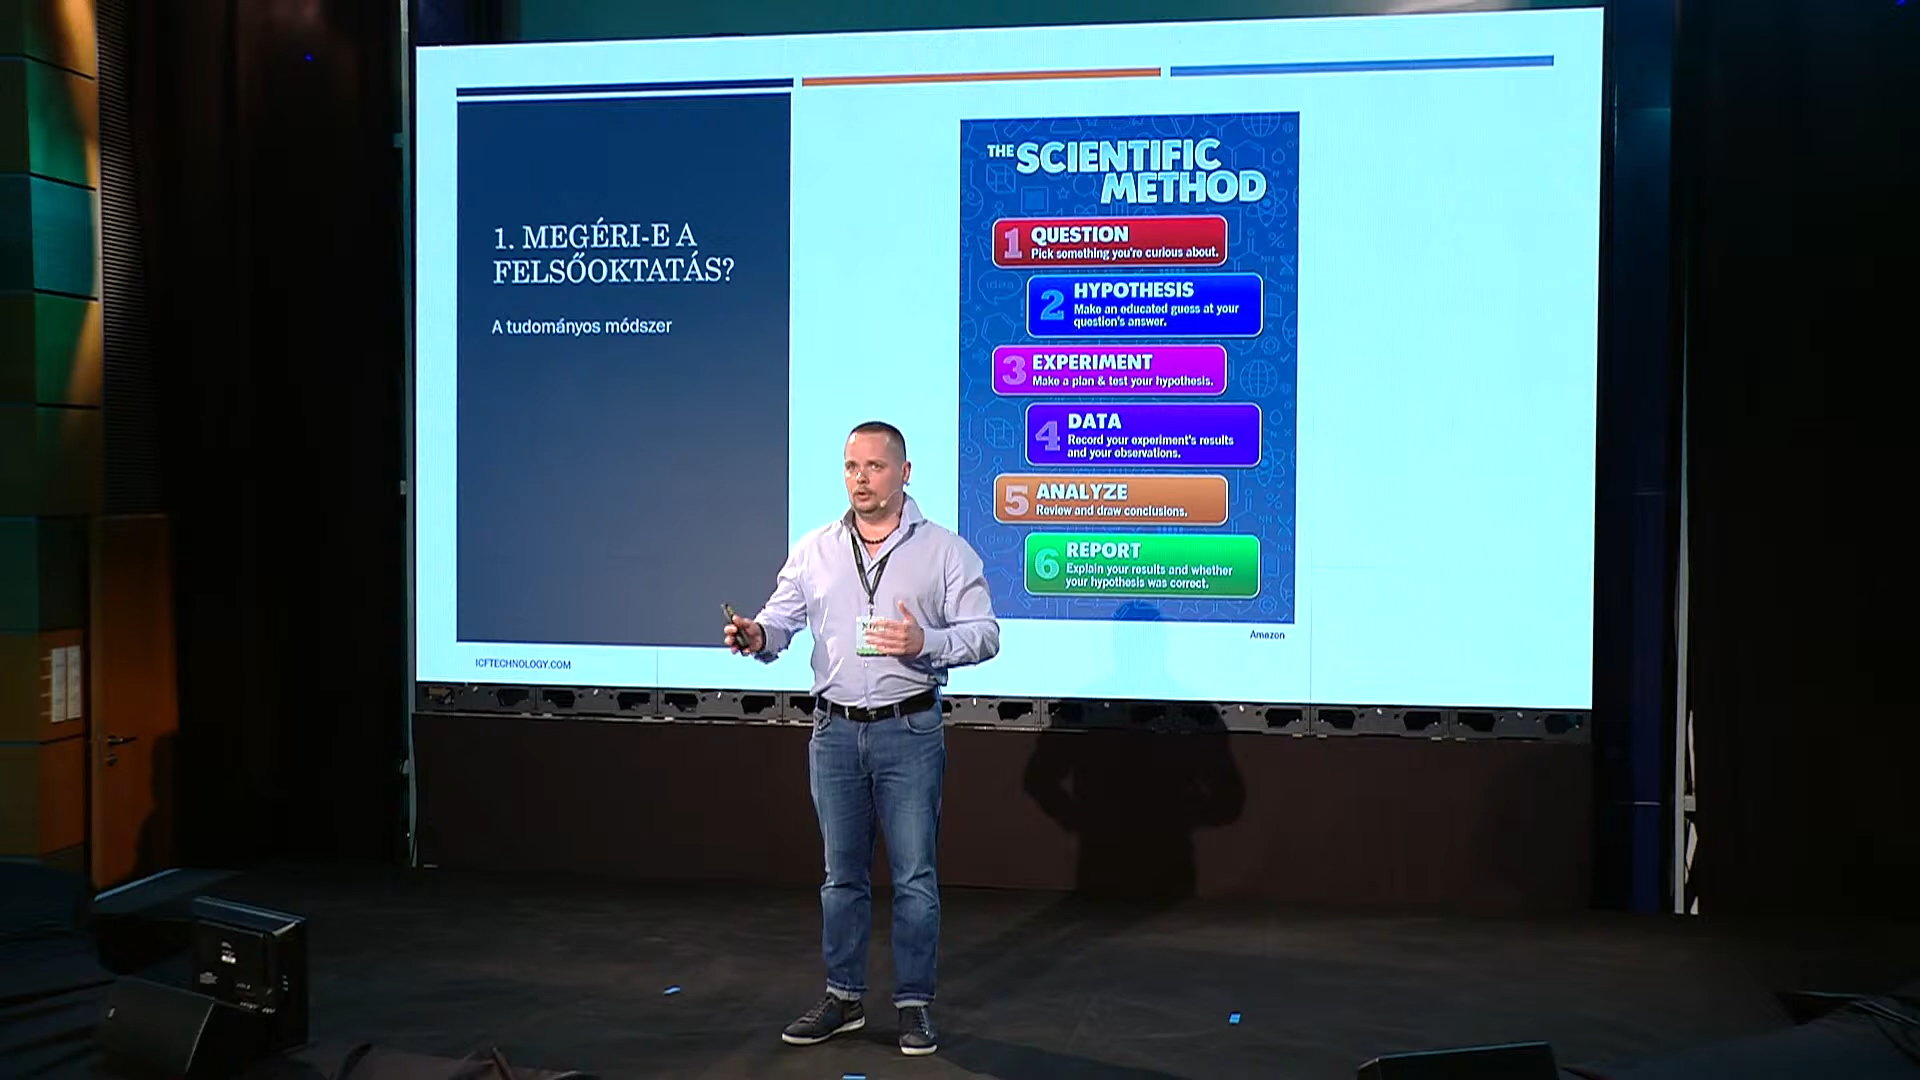 1. MEGÉRI-E A
FELSŐOKTATÁS?
A tudományos módszer
ICFTECHNOLOGY.COM
THE SCIENTIFIC
METHOD
1 QUESTION
Pick something you're curious about.
2 HYPOTHESIS
Make an educated guess at your
question's answer.
3 EXPERIMENT
Make a plan & test your hypothesis.
4 DATA
Record your experiment's results
and your observations.
5 ANALYZE
Review and draw conclusions.
6 REPORT
Explain your results and whether
your hypothesis was correct.
Amazon